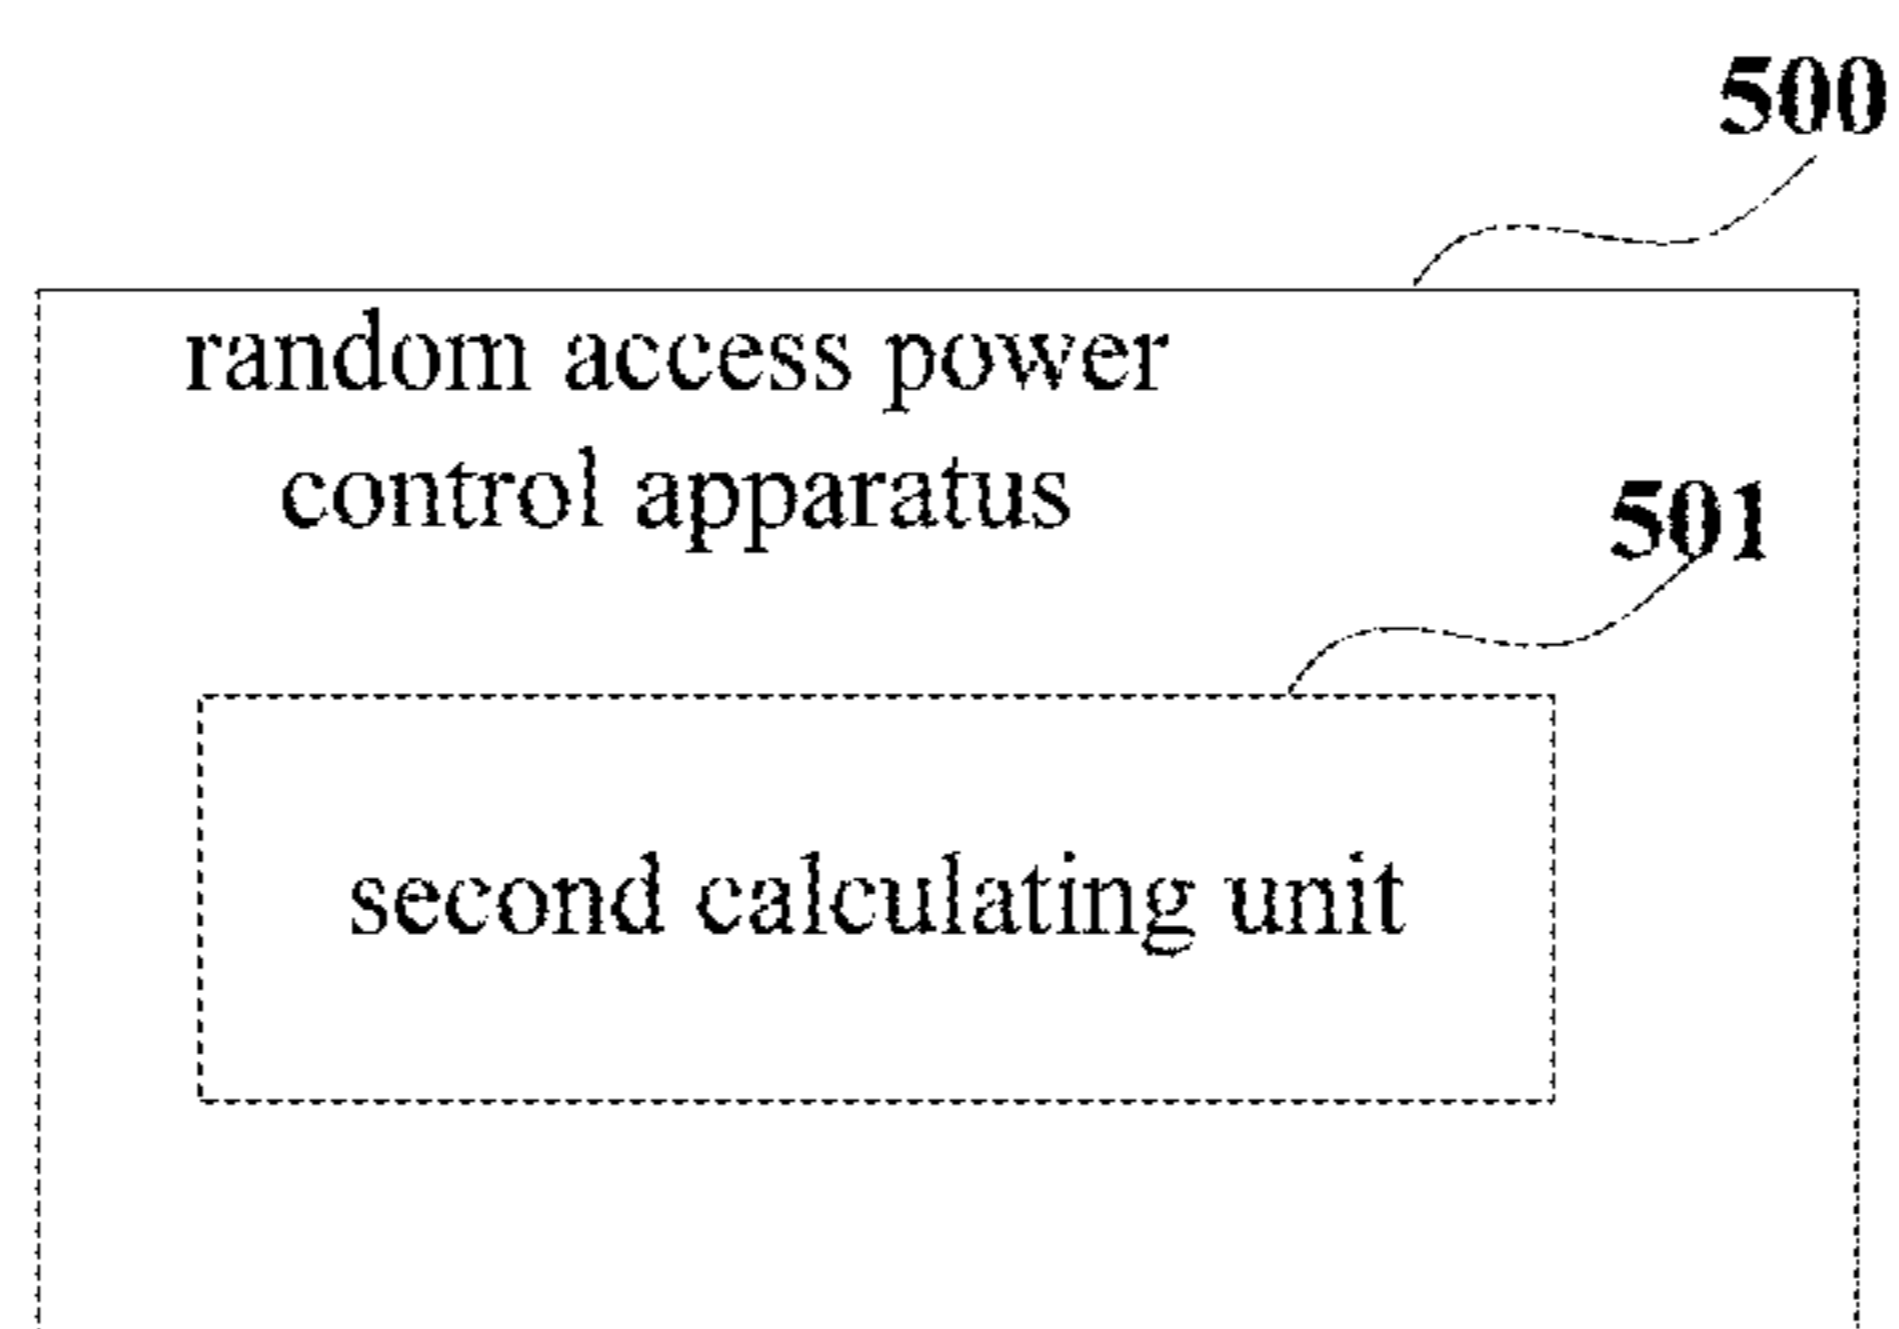 500
random access power
control apparatus
501
second calculating unit